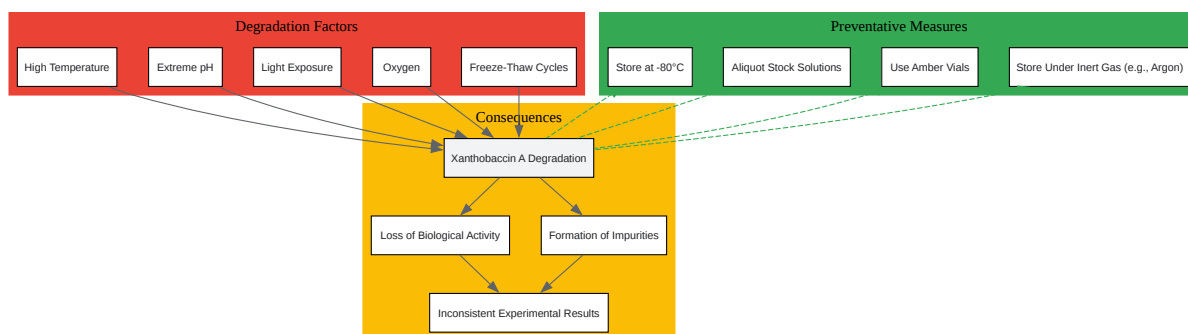 Degradation Factors
Preventative Measures
High Temperature
Extreme pH
Light Exposure
Oxygen
Freeze-Thaw Cycles
Store at -80°C
Aliquot Stock Solutions
Use Amber Vials
Store Under Inert Gas (e.g., Argon)
Consequences
Xanthobaccin A Degradation
Loss of Biological Activity
Formation of Impurities
Inconsistent Experimental Results